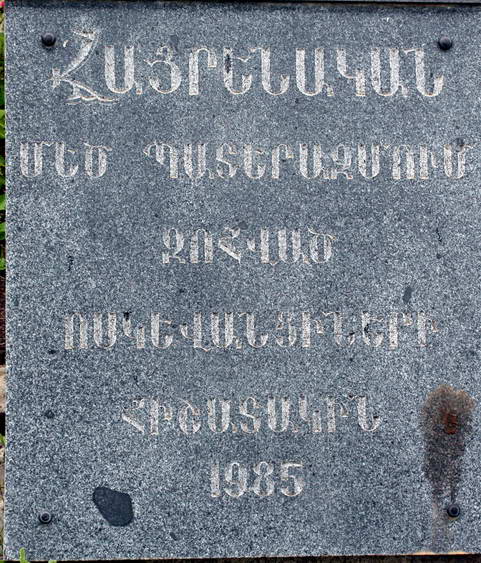 ՀԱՅՐԵՆԱԿԱՆ
ՄԵԾ ՊԱՏԵՐԱԶՄՈՒՄ
ԶՈՀՎԱԾ
ՈՍԿԵՎԱՆՑԻՆԵՐԻ
ՀԻՇԱՏԱԿԻՆ
1985